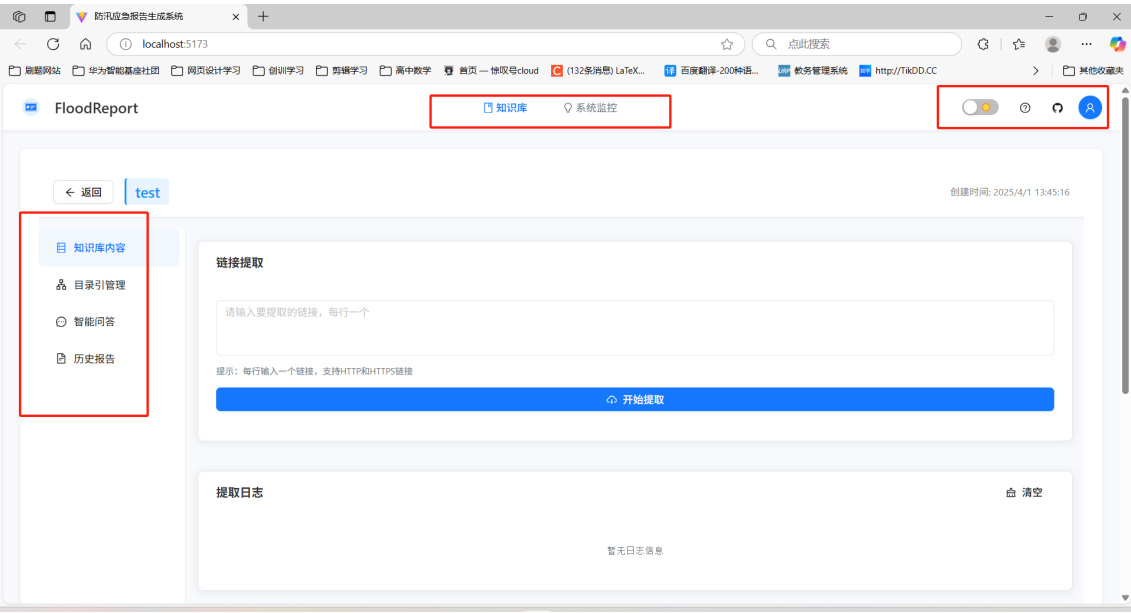 防汛应急报告生成系统
localhost:5173
点此搜索
刷题网站 华为智能基座社团 网页设计学习 创训学习 剪辑学习 高中数学 首页 — 惊叹号cloud (132条消息) LaTeX... 百度翻译-200种语... 教务管理系统 http://TikDD.CC 其他收藏夹
FloodReport 知识库 系统监控
返回 test 创建时间: 2025/4/1 13:45:16
知识库内容
目录引管理
智能问答
历史报告
链接提取
请输入要提取的链接，每行一个
提示：每行输入一个链接，支持HTTP和HTTPS链接
开始提取
提取日志 清空
暂无日志信息